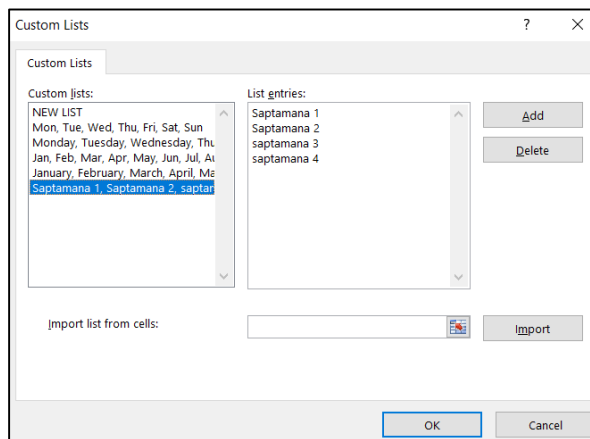 Custom Lists
? ×
Custom Lists
Custom lists:
NEW LIST
Mon, Tue, Wed, Thu, Fri, Sat, Sun
Monday, Tuesday, Wednesday, Thu
Jan, Feb, Mar, Apr, May, Jun, Jul, Au
January, February, March, April, Ma
Saptamana 1, Saptamana 2, saptam
List entries:
Saptamana 1
Saptamana 2
saptamana 3
saptamana 4
Add
Delete
Import list from cells:
Import
OK
Cancel